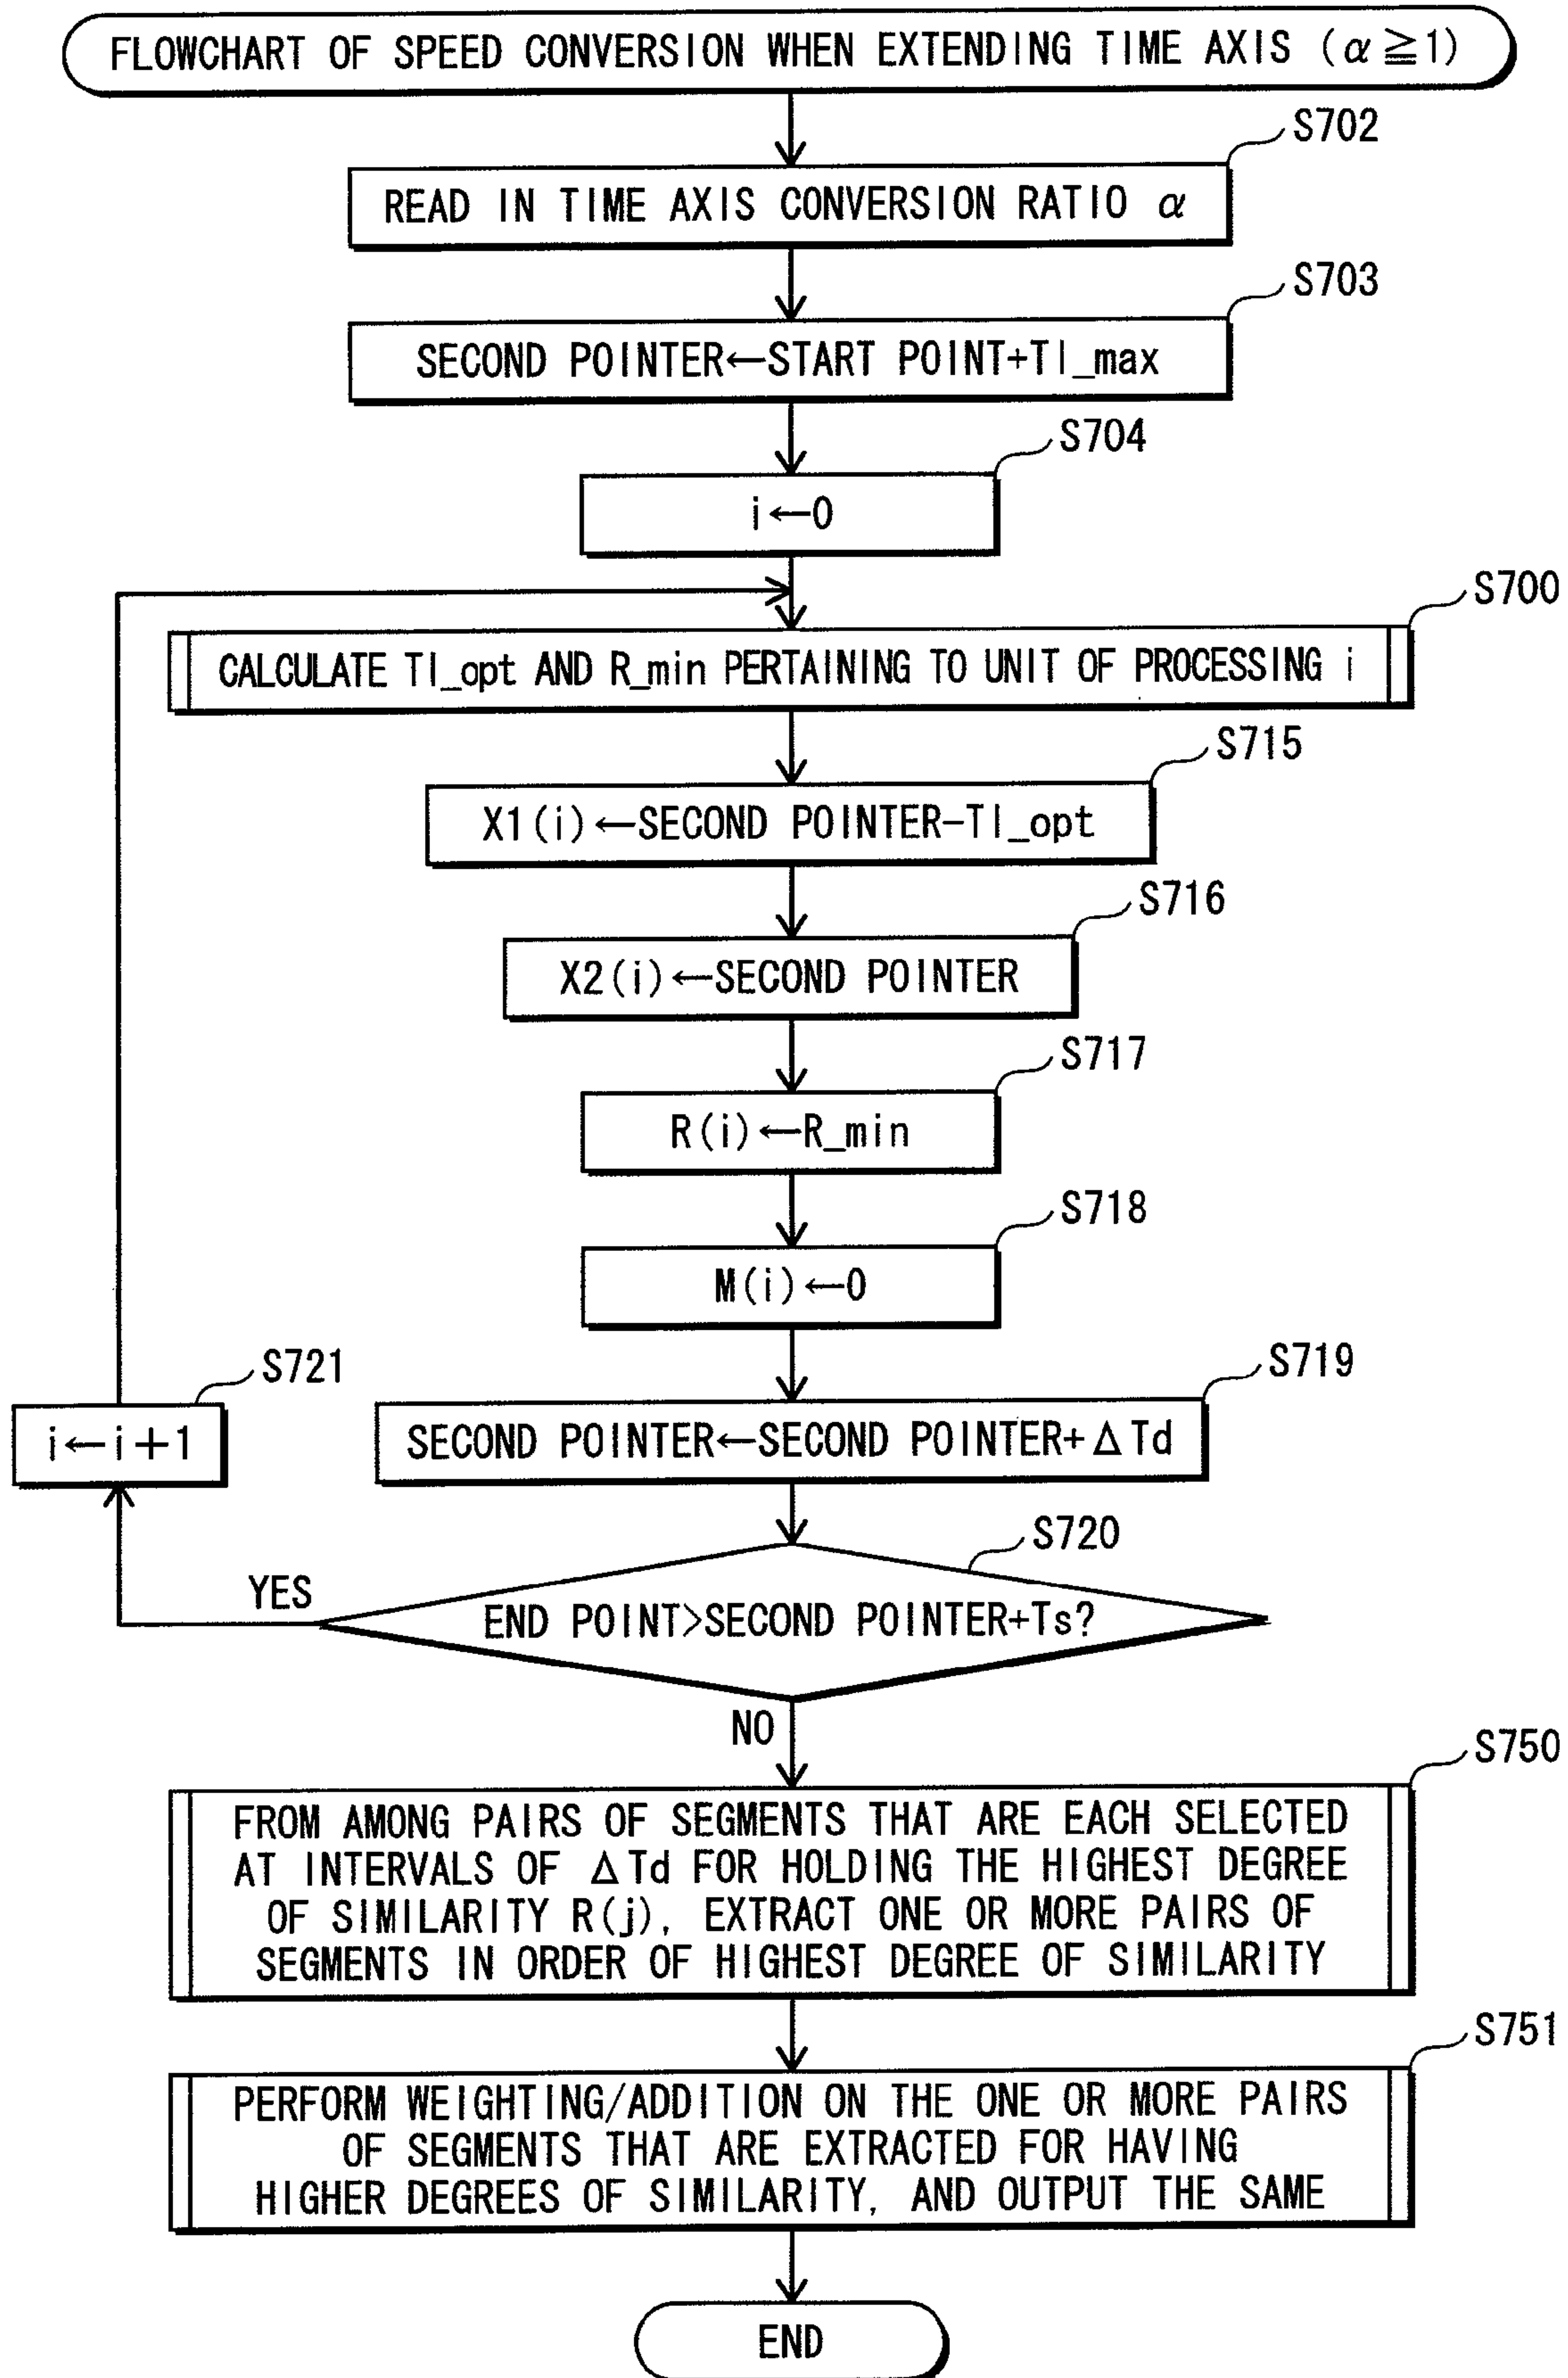 FLOWCHART OF SPEED CONVERSION WHEN EXTENDING TIME AXIS (α≧1)
S702
READ IN TIME AXIS CONVERSION RATIO α
S703
SECOND POINTER←START POINT+Tl_max
S704
i←0
S700
CALCULATE Tl_opt AND R_min PERTAINING TO UNIT OF PROCESSING i
S715
X1(i)←SECOND POINTER-Tl_opt
S716
X2(i)←SECOND POINTER
S717
R(i)←R_min
S718
M(i)←0
S721
i←i+1
S719
SECOND POINTER←SECOND POINTER+ΔTd
S720
YES
END POINT>SECOND POINTER+Ts?
NO
S750
FROM AMONG PAIRS OF SEGMENTS THAT ARE EACH SELECTED
AT INTERVALS OF ΔTd FOR HOLDING THE HIGHEST DEGREE
OF SIMILARITY R(j), EXTRACT ONE OR MORE PAIRS OF
SEGMENTS IN ORDER OF HIGHEST DEGREE OF SIMILARITY
S751
PERFORM WEIGHTING/ADDITION ON THE ONE OR MORE PAIRS
OF SEGMENTS THAT ARE EXTRACTED FOR HAVING
HIGHER DEGREES OF SIMILARITY, AND OUTPUT THE SAME
END